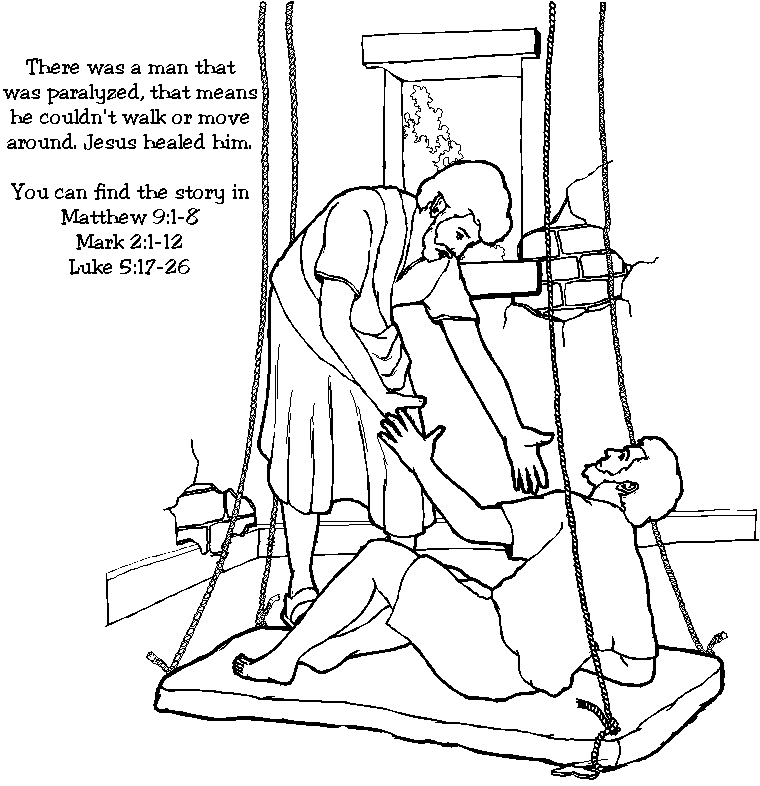 There was a man that
was paralyzed, that means
he couldn't walk or move
around. Jesus healed him.
You can find the story in
Matthew 9:1-8
Mark 2:1-12
Luke 5:17-26